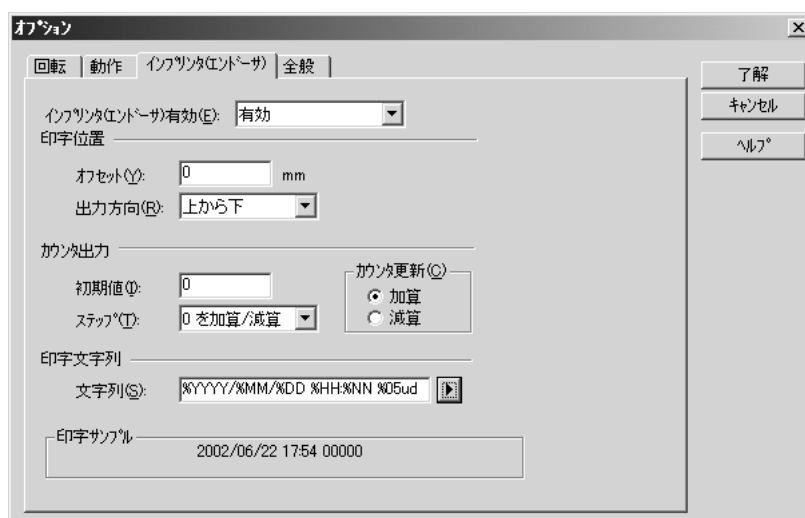 ｵﾌﾟｼｮﾝ
回転 動作 ｲﾝﾌﾟﾘﾝﾀ(ｴﾝﾄﾞｰｻ) 全般
了解
ｷｬﾝｾﾙ
ﾍﾙﾌﾟ
ｲﾝﾌﾟﾘﾝﾀ(ｴﾝﾄﾞｰｻ)有効(E): 有効
印字位置
ｵﾌｾｯﾄ(Y): 0 mm
出力方向(R): 上から下
ｶｳﾝﾀ出力
初期値(I): 0
ｽﾃｯﾌﾟ(T): 0 を加算/減算
ｶｳﾝﾀ更新(C)
加算
減算
印字文字列
文字列(S): %YYYY/%MM/%DD %HH:%NN %05ud
印字ｻﾝﾌﾟﾙ
2002/06/22 17:54 00000